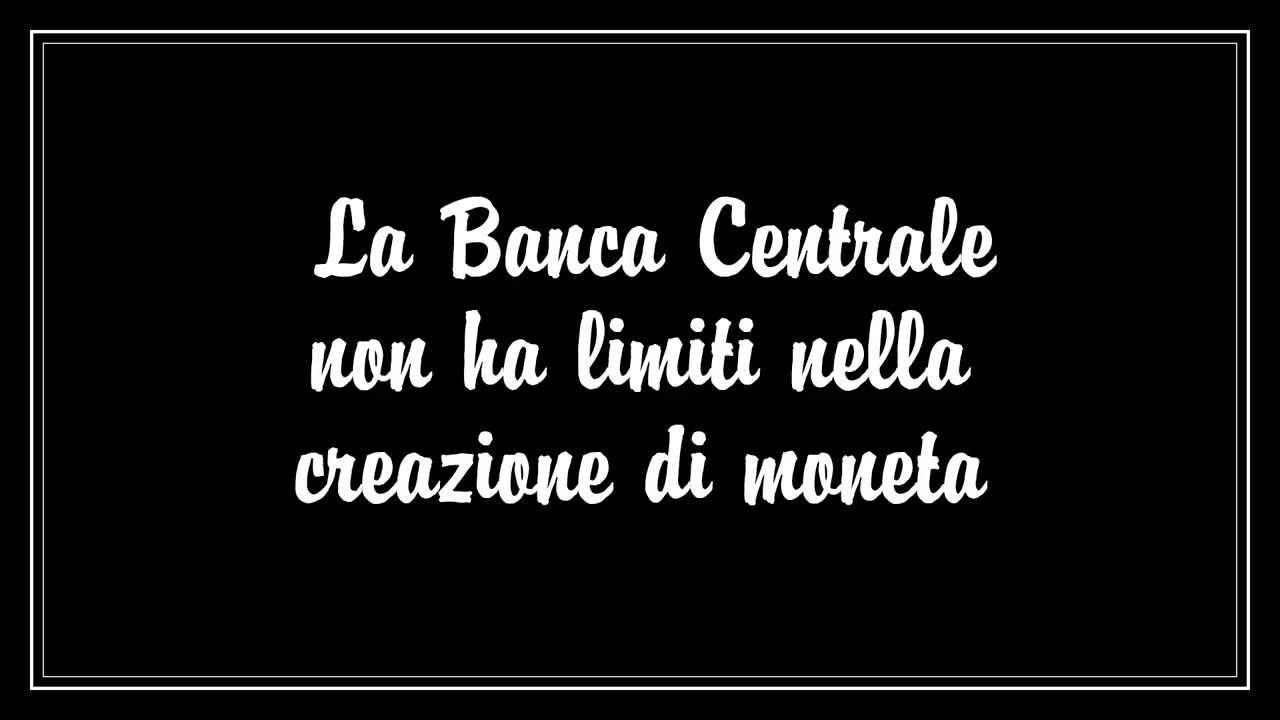 La Banca Centrale
non ha limiti nella
creazione di moneta